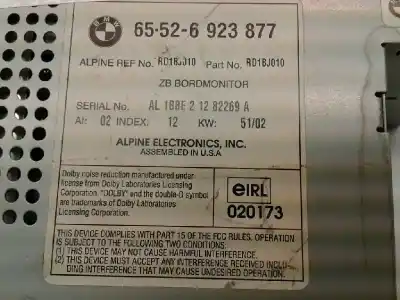 BMW
65-52-6 923 877
ALPINE REF No. RD1BJ010 Part No. RD1BJ010
ZB BORDMONITOR
SERIAL No. AL 1BBE 2 12 82269 A
AI: 02 INDEX: 12 KW: 51/02
ALPINE ELECTRONICS, INC.
ASSEMBLED IN U.S.A
Dolby noise reduction manufactured under
license from Dolby Laboratories Licensing
Corporation. "DOLBY" and the double-D symbol
are trademarks of Dolby Laboratories
Licensing Corporation.
eIRL
020173
THIS DEVICE COMPLIES WITH PART 15 OF THE FCC RULES. OPERATION
IS SUBJECT TO THE FOLLOWING TWO CONDITIONS:
(1) THIS DEVICE MAY NOT CAUSE HARMFUL INTERFERENCE.
(2) THIS DEVICE MUST ACCEPT ANY INTERFERENCE RECEIVED INCLU
DING INTERFERENCE THAT MAY CAUSE UNDESIRED OPERATION.